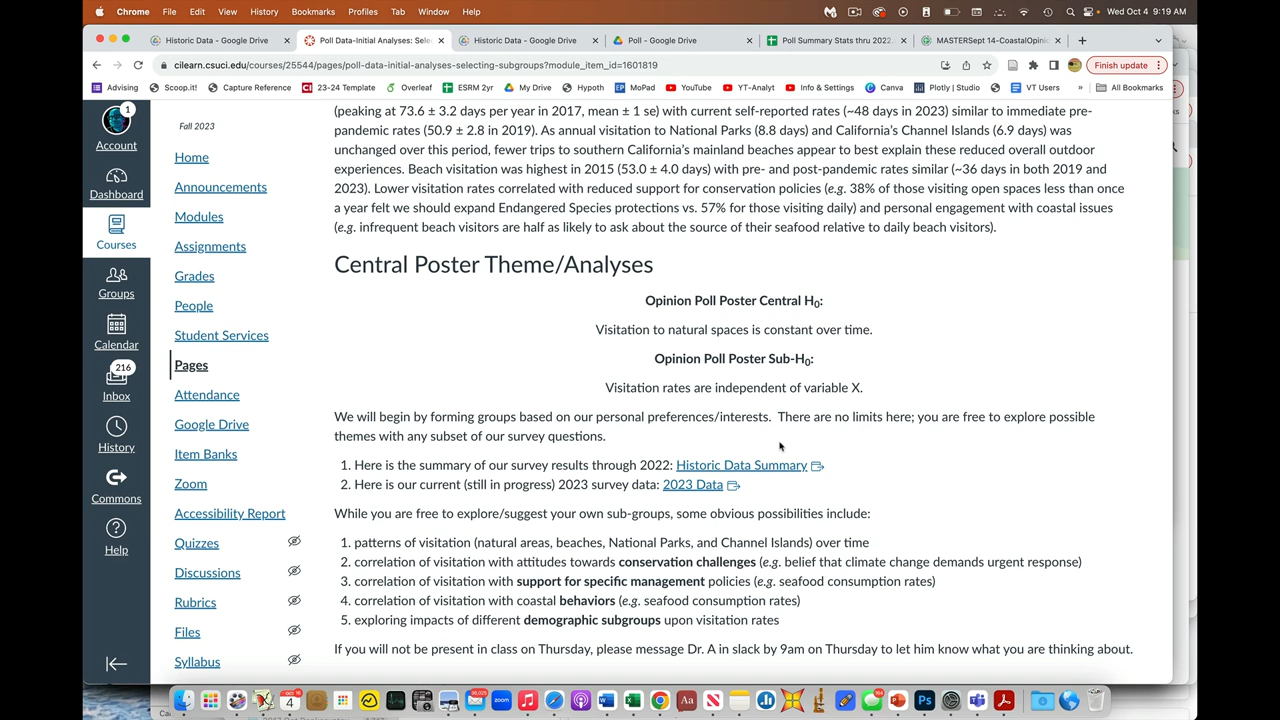 Chrome File Edit View History Bookmarks Profiles Tab Window Help Wed Oct 4 9:19 AM
Historic Data - Google Drive Poll Data-Initial Analyses: Sele Historic Data - Google Drive Poll - Google Drive Poll Summary Stats thru 2022. MASTERSept 14-CoastalOpinio
cilearn.csuci.edu/courses/25544/pages/poll-data-initial-analyses-selecting-subgroups?module_item_id=1601819 Finish update
Advising Scoop.it! Capture Reference 23-24 Template Overleaf ESRM 2yr My Drive Hypoth MoPad YouTube YT-Analyt Info & Settings Canva Plotly | Studio VT Users » All Bookmarks
1
Account
Dashboard
Courses
Groups
Calendar
216
Inbox
History
Commons
Help
Fall 2023
Home
Announcements
Modules
Assignments
Grades
People
Student Services
Pages
Attendance
Google Drive
Item Banks
Zoom
Accessibility Report
Quizzes
Discussions
Rubrics
Files
Syllabus
(peaking at 73.6 ± 3.2 days per year in 2017, mean ± 1 se) with current self-reported rates (~48 days in 2023) similar to immediate pre-
pandemic rates (50.9 ± 2.8 in 2019). As annual visitation to National Parks (8.8 days) and California's Channel Islands (6.9 days) was
unchanged over this period, fewer trips to southern California's mainland beaches appear to best explain these reduced overall outdoor
experiences. Beach visitation was highest in 2015 (53.0 ± 4.0 days) with pre- and post-pandemic rates similar (~36 days in both 2019 and
2023). Lower visitation rates correlated with reduced support for conservation policies (e.g. 38% of those visiting open spaces less than once
a year felt we should expand Endangered Species protections vs. 57% for those visiting daily) and personal engagement with coastal issues
(e.g. infrequent beach visitors are half as likely to ask about the source of their seafood relative to daily beach visitors).
Central Poster Theme/Analyses
Opinion Poll Poster Central H0:
Visitation to natural spaces is constant over time.
Opinion Poll Poster Sub-H0:
Visitation rates are independent of variable X.
We will begin by forming groups based on our personal preferences/interests. There are no limits here; you are free to explore possible
themes with any subset of our survey questions.
1. Here is the summary of our survey results through 2022: Historic Data Summary
2. Here is our current (still in progress) 2023 survey data: 2023 Data
While you are free to explore/suggest your own sub-groups, some obvious possibilities include:
1. patterns of visitation (natural areas, beaches, National Parks, and Channel Islands) over time
2. correlation of visitation with attitudes towards conservation challenges (e.g. belief that climate change demands urgent response)
3. correlation of visitation with support for specific management policies (e.g. seafood consumption rates)
4. correlation of visitation with coastal behaviors (e.g. seafood consumption rates)
5. exploring impacts of different demographic subgroups upon visitation rates
If you will not be present in class on Thursday, please message Dr. A in slack by 9am on Thursday to let him know what you are thinking about.